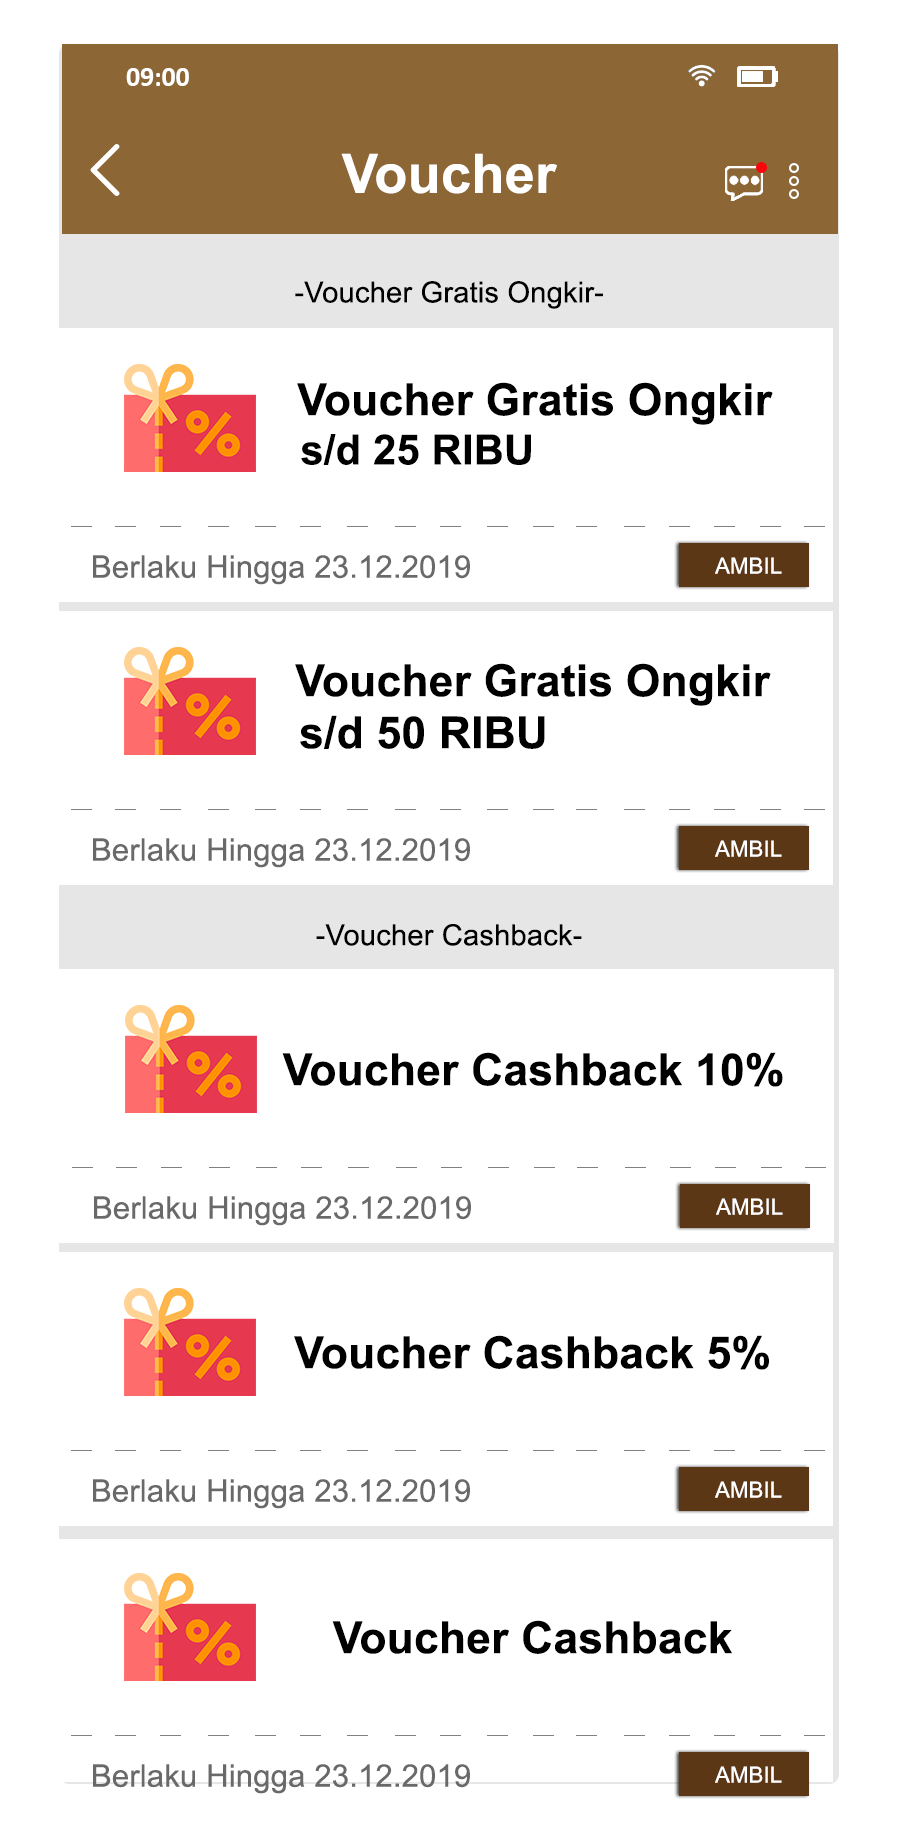 09:00
Voucher
-Voucher Gratis Ongkir-
Voucher Gratis Ongkir
s/d 25 RIBU
Berlaku Hingga 23.12.2019
AMBIL
Voucher Gratis Ongkir
s/d 50 RIBU
Berlaku Hingga 23.12.2019
AMBIL
-Voucher Cashback-
Voucher Cashback 10%
Berlaku Hingga 23.12.2019
AMBIL
Voucher Cashback 5%
Berlaku Hingga 23.12.2019
AMBIL
Voucher Cashback
Berlaku Hingga 23.12.2019
AMBIL